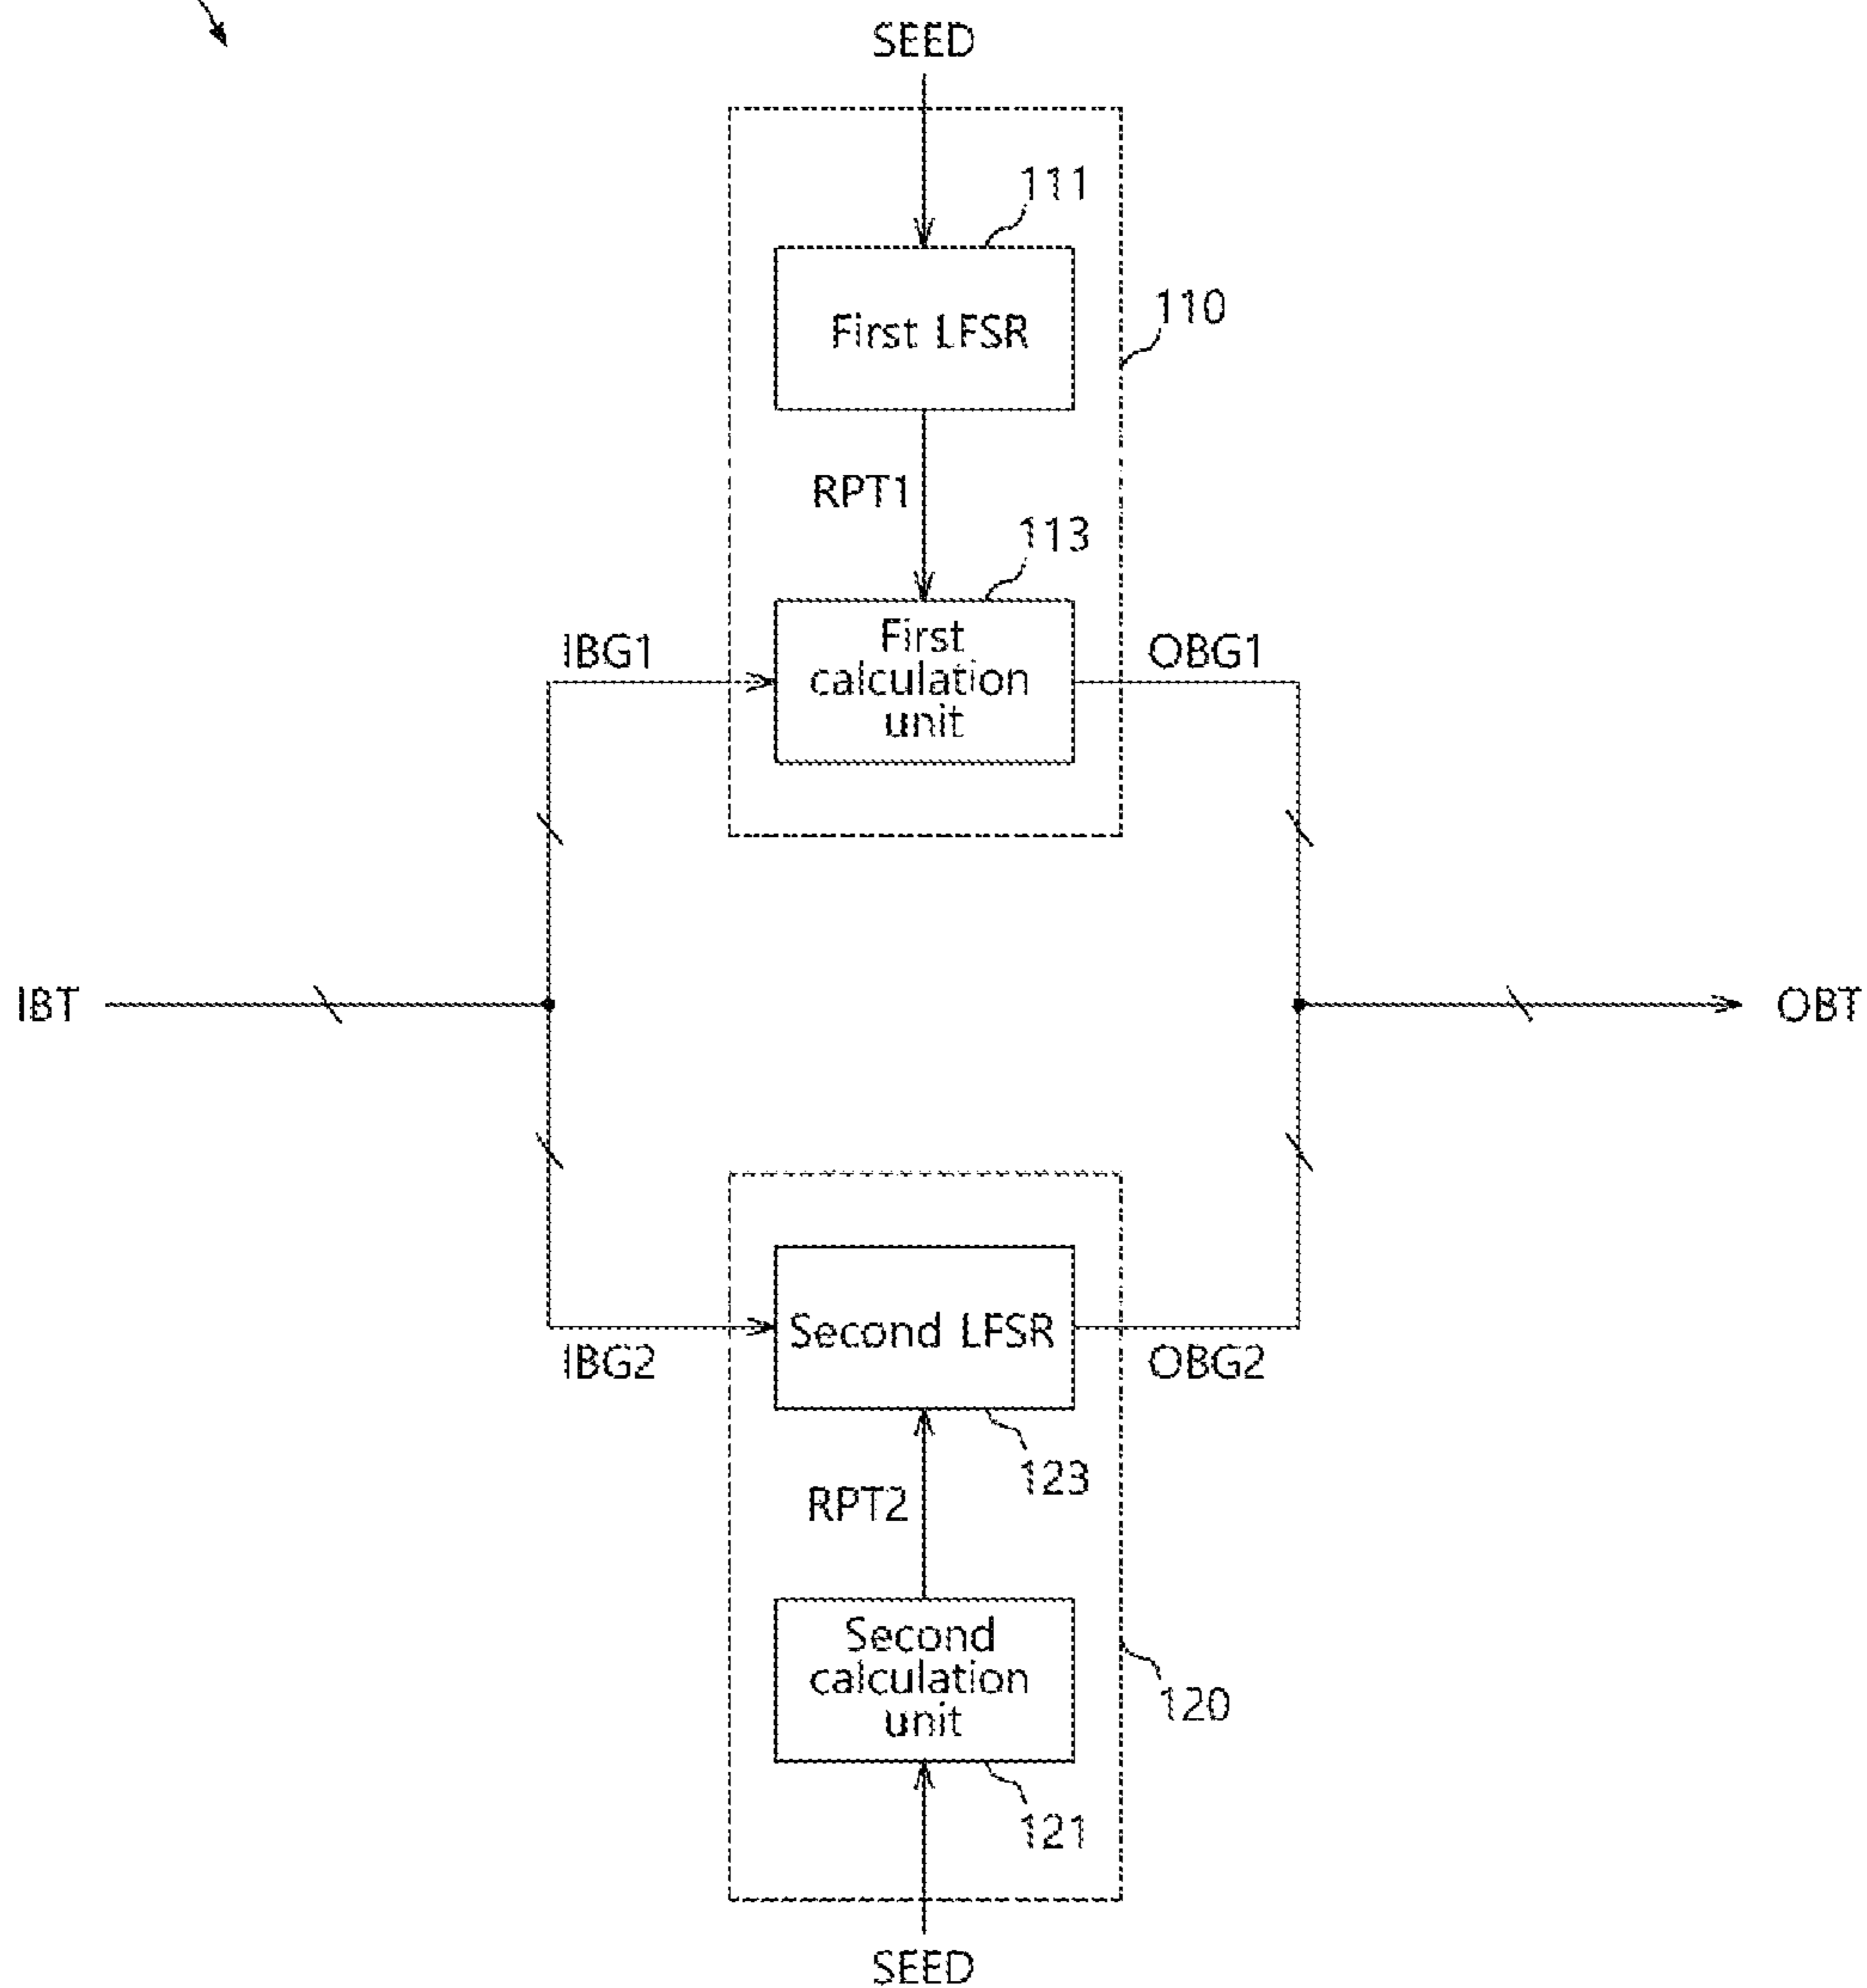 SEED
111
First LFSR
110
RPT1
113
First
calculation
unit
IBG1
OBG1
IBT
OBT
Second LFSR
IBG2
OBG2
123
RPT2
Second
calculation
unit
120
121
SEED